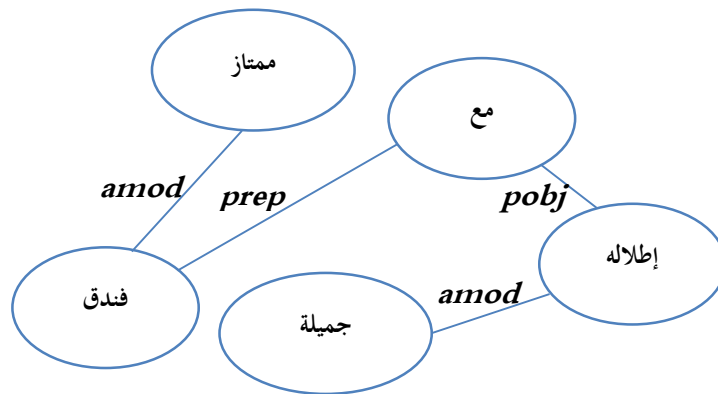 ممتاز
مع
amod
prep
pobj
إطلاله
فندق
جميلة
amod